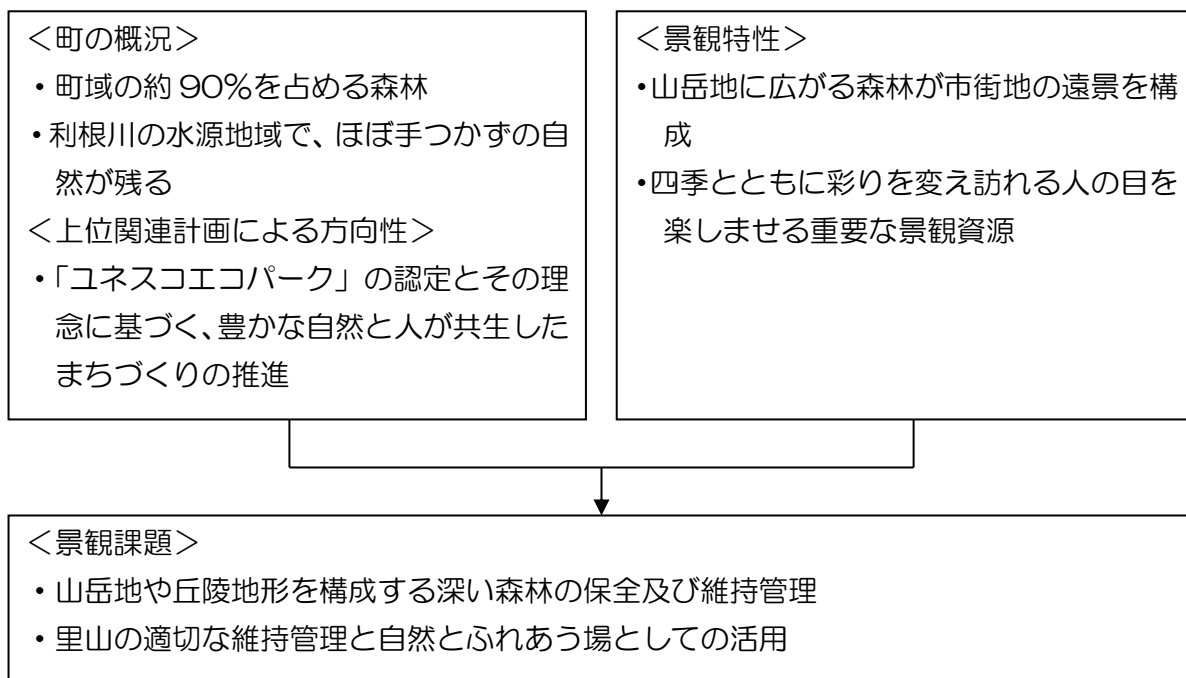 ＜町の概況＞
・町域の約90％を占める森林
・利根川の水源地域で、ほぼ手つかずの自
然が残る
＜上位関連計画による方向性＞
・「ユネスコエコパーク」の認定とその理
念に基づく、豊かな自然と人が共生した
まちづくりの推進
＜景観特性＞
・山岳地に広がる森林が市街地の遠景を構
成
・四季とともに彩りを変え訪れる人の目を
楽しませる重要な景観資源
＜景観課題＞
・山岳地や丘陵地形を構成する深い森林の保全及び維持管理
・里山の適切な維持管理と自然とふれあう場としての活用